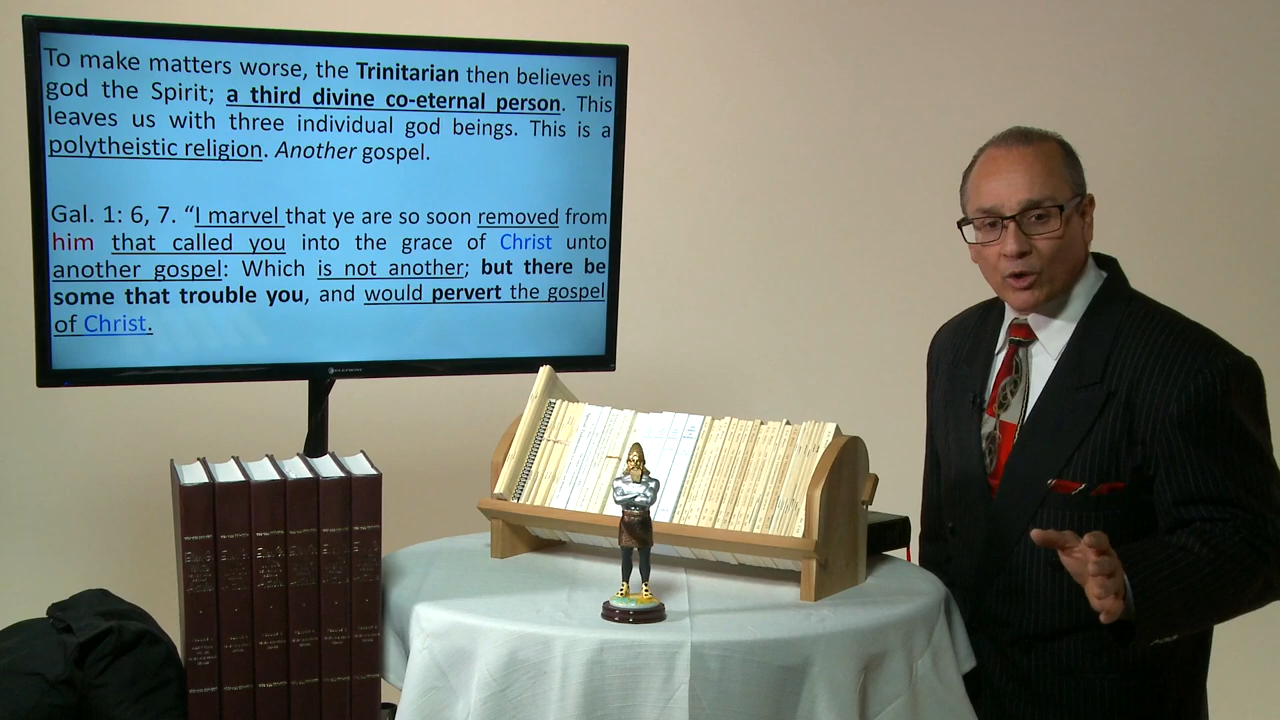 To make matters worse, the Trinitarian then believes in
god the Spirit; a third divine co-eternal person. This
leaves us with three individual god beings. This is a
polytheistic religion. Another gospel.
Gal. 1: 6, 7. “I marvel that ye are so soon removed from
him that called you into the grace of Christ unto
another gospel: Which is not another; but there be
some that trouble you, and would pervert the gospel
of Christ.
ELEMENT